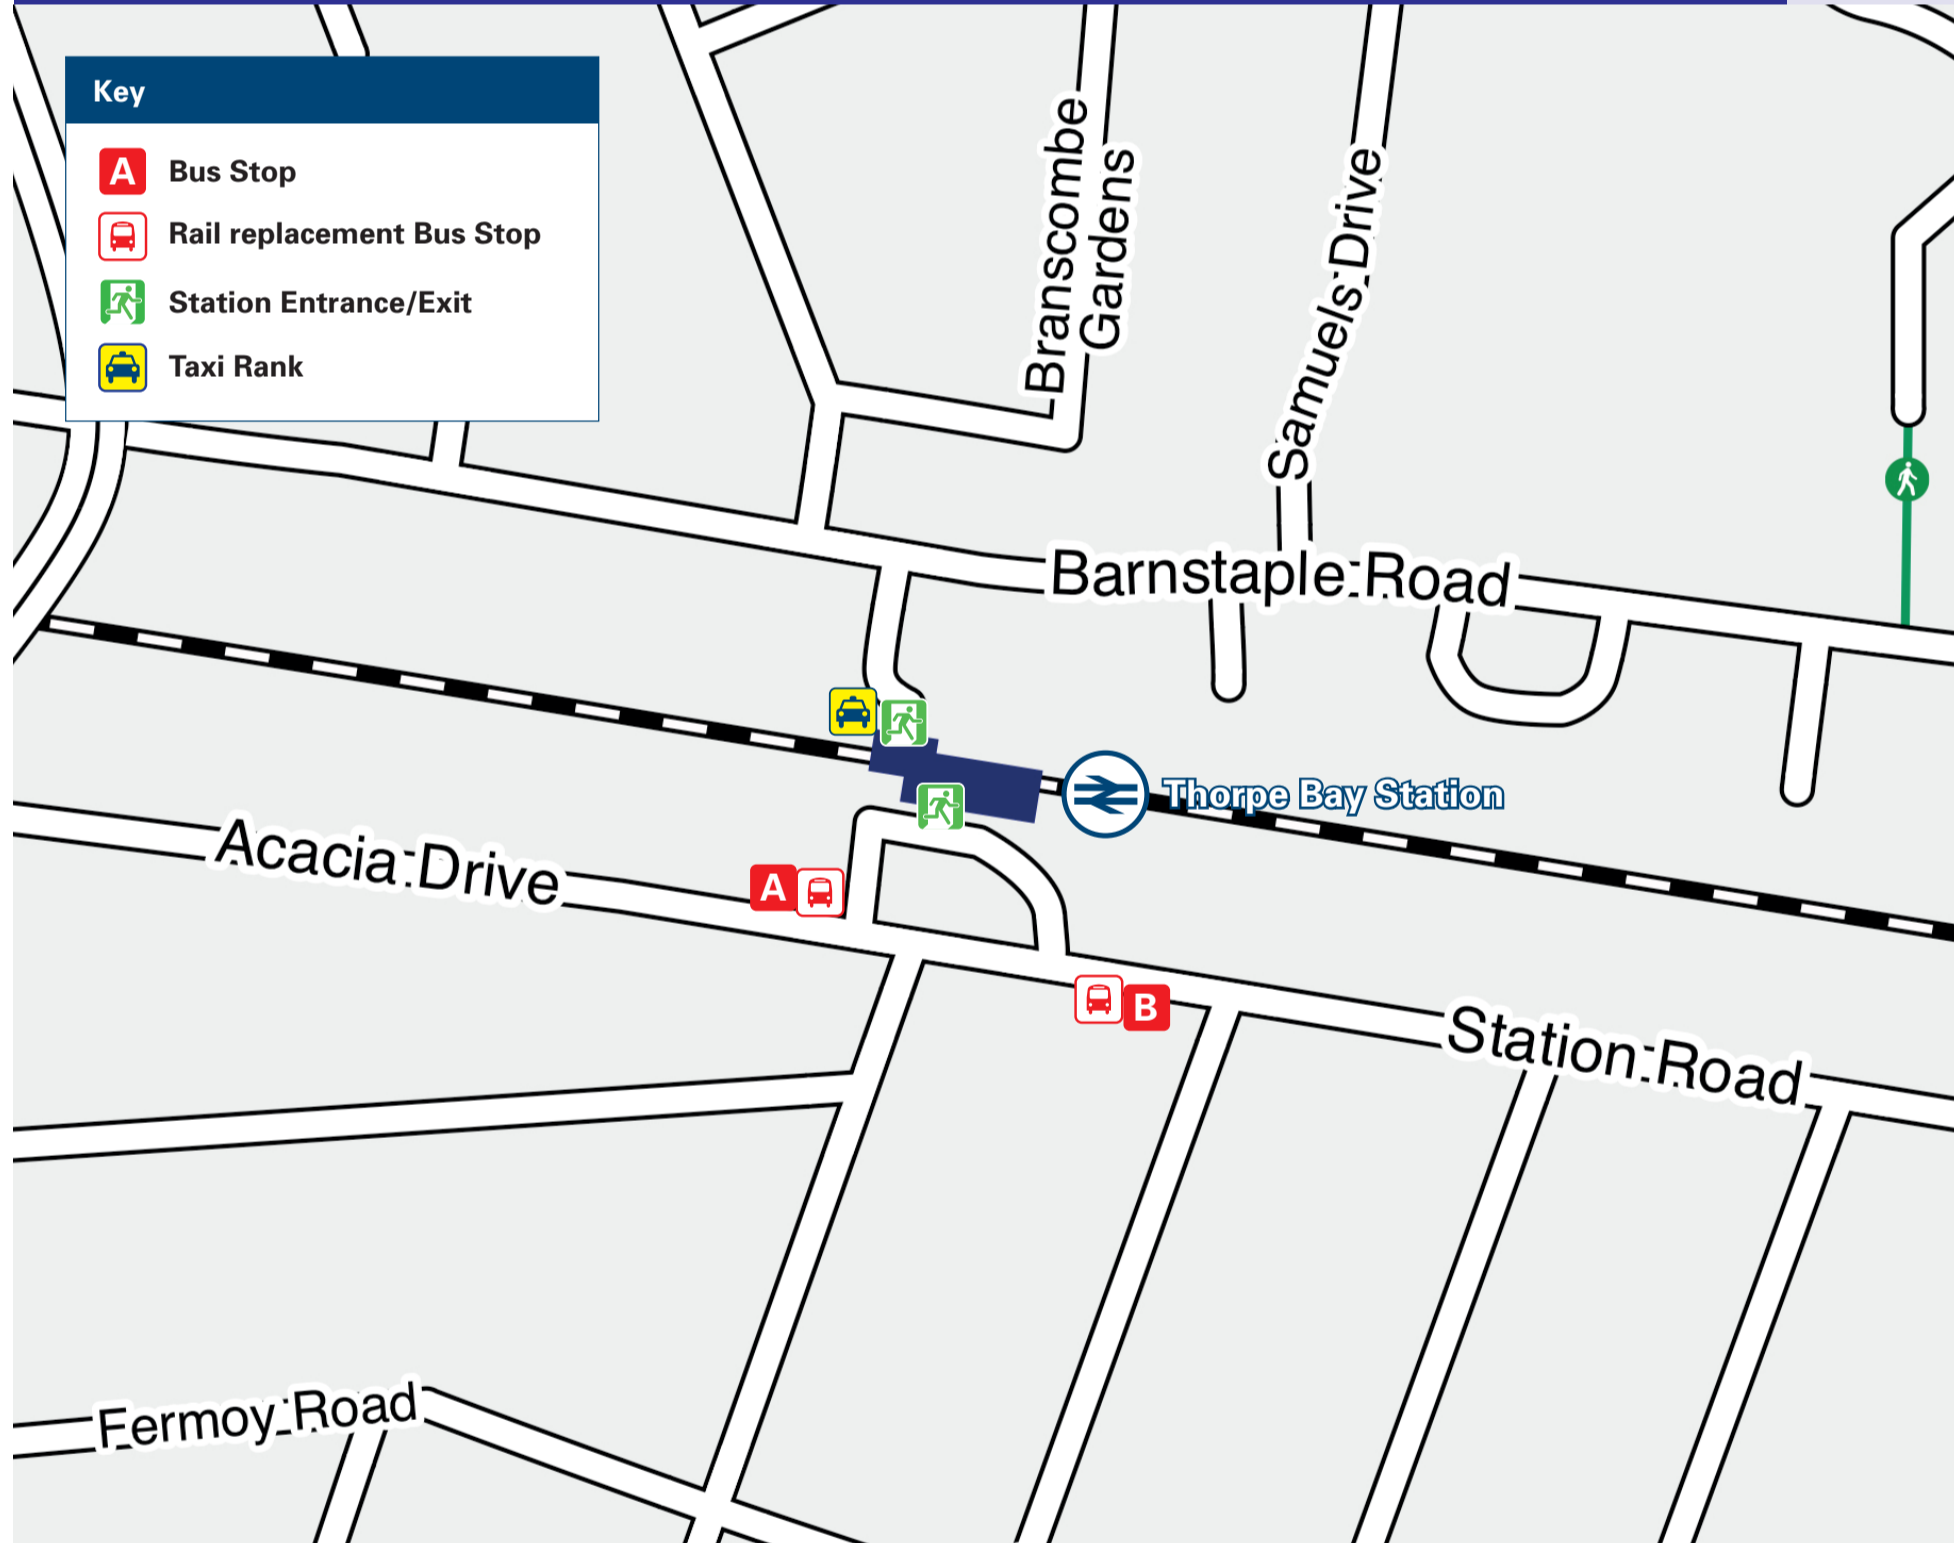 Key
A Bus Stop
Rail replacement Bus Stop
Station Entrance/Exit
Taxi Rank
Branscombe
Gardens
Samuels Drive
Barnstaple Road
Thorpe Bay Station
Acacia Drive
A
B
Station Road
Fermoy Road